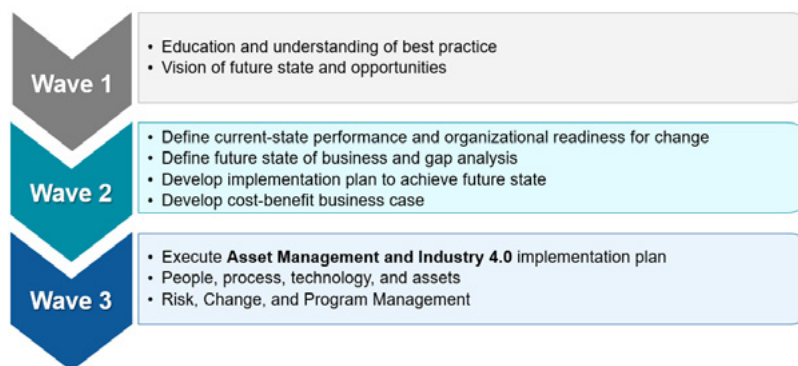 Wave 1
• Education and understanding of best practice
• Vision of future state and opportunities
Wave 2
• Define current-state performance and organizational readiness for change
• Define future state of business and gap analysis
• Develop implementation plan to achieve future state
• Develop cost-benefit business case
Wave 3
• Execute Asset Management and Industry 4.0 implementation plan
• People, process, technology, and assets
• Risk, Change, and Program Management